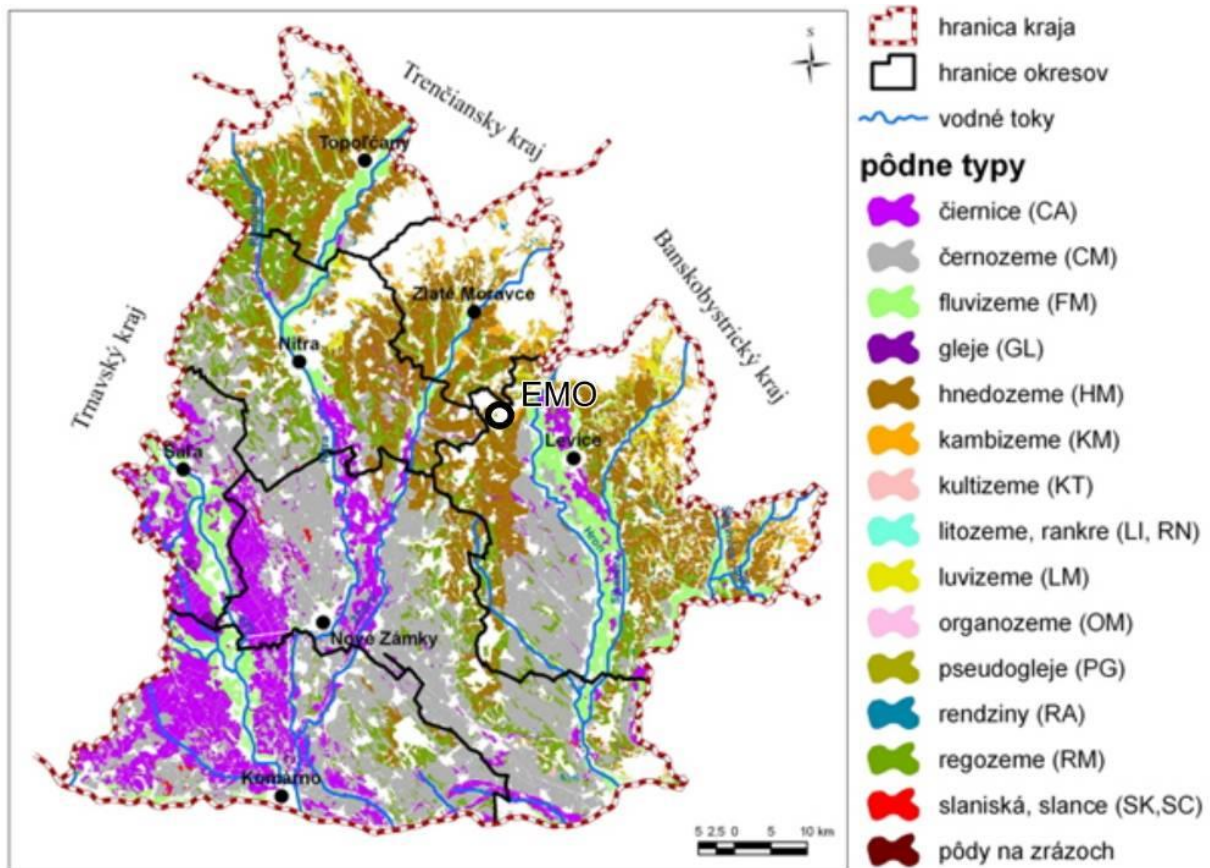 S
Trenčiansky kraj
Topoľčany
Banskobystrický kraj
Zlaté Moravce
Trnavský kraj
Nitra
EMO
Levice
Šaľa
Hron
Nové Zámky
Komárno
5 2.5 0 5 10 km
hranica kraja
hranice okresov
vodné toky
pôdne typy
čiernice (CA)
černozeme (CM)
fluvizeme (FM)
gleje (GL)
hnedozeme (HM)
kambizeme (KM)
kultizeme (KT)
litozeme, rankre (LI, RN)
luvizeme (LM)
organozeme (OM)
pseudogleje (PG)
rendziny (RA)
regozeme (RM)
slaniská, slance (SK,SC)
pôdy na zrázoch